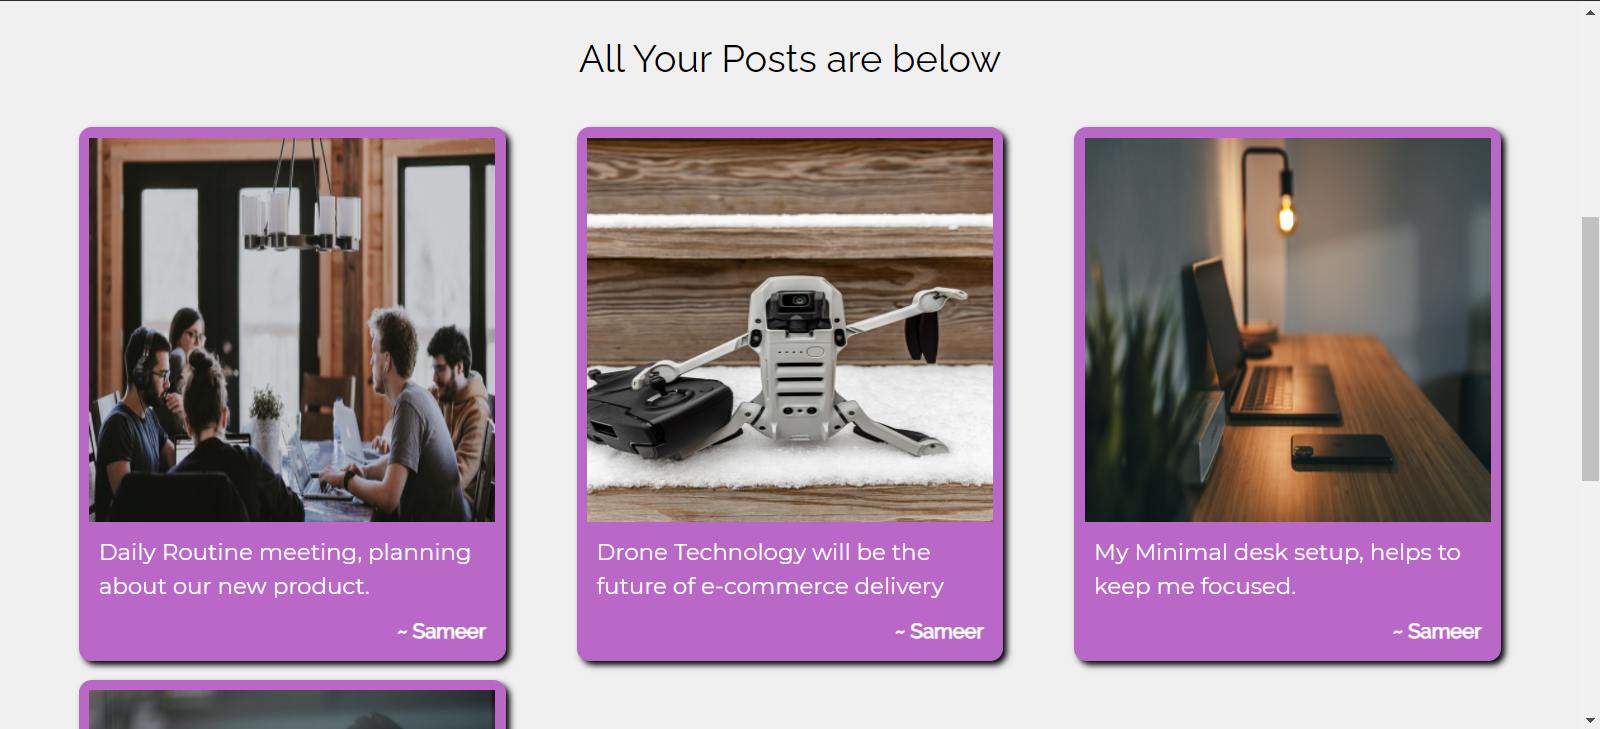 All Your Posts are below
Daily Routine meeting, planning
about our new product.
~ Sameer
Drone Technology will be the
future of e-commerce delivery
~ Sameer
My Minimal desk setup, helps to
keep me focused.
~ Sameer